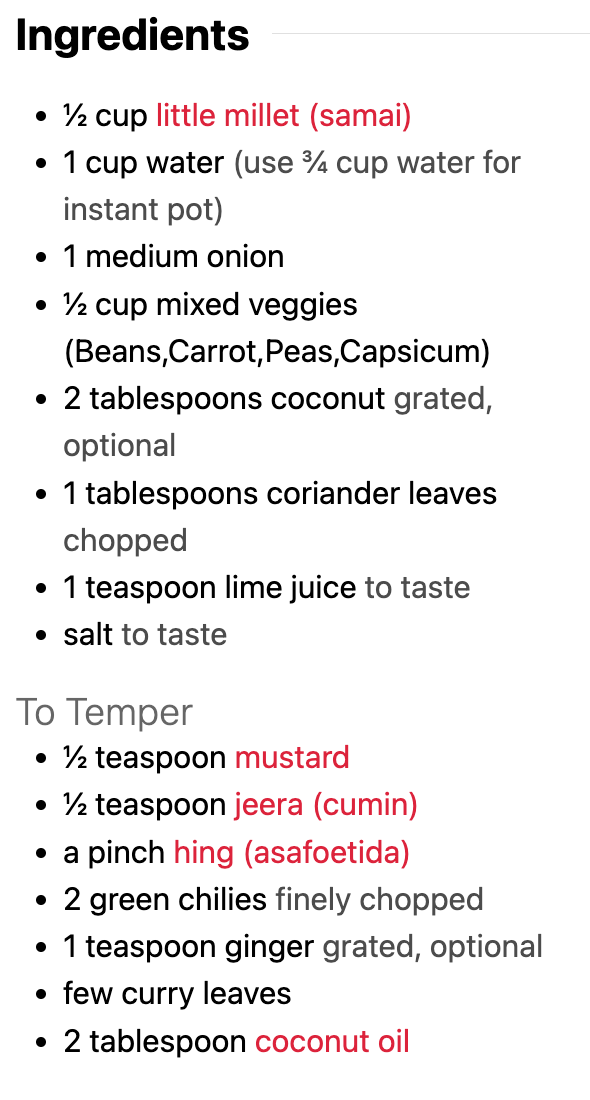 Ingredients
½ cup little millet (samai)
1 cup water (use ¾ cup water for
instant pot)
1 medium onion
½ cup mixed veggies
(Beans,Carrot,Peas,Capsicum)
2 tablespoons coconut grated,
optional
1 tablespoons coriander leaves
chopped
1 teaspoon lime juice to taste
salt to taste
To Temper
½ teaspoon mustard
½ teaspoon jeera (cumin)
a pinch hing (asafoetida)
2 green chilies finely chopped
1 teaspoon ginger grated, optional
few curry leaves
2 tablespoon coconut oil